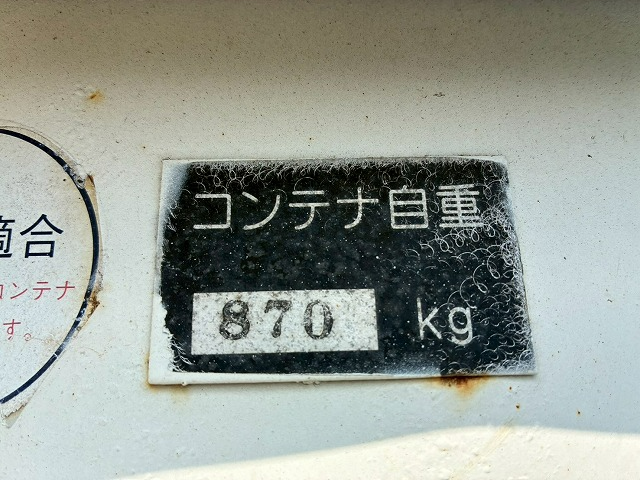 適合
コンテナ
す。
コンテナ自重
870 kg